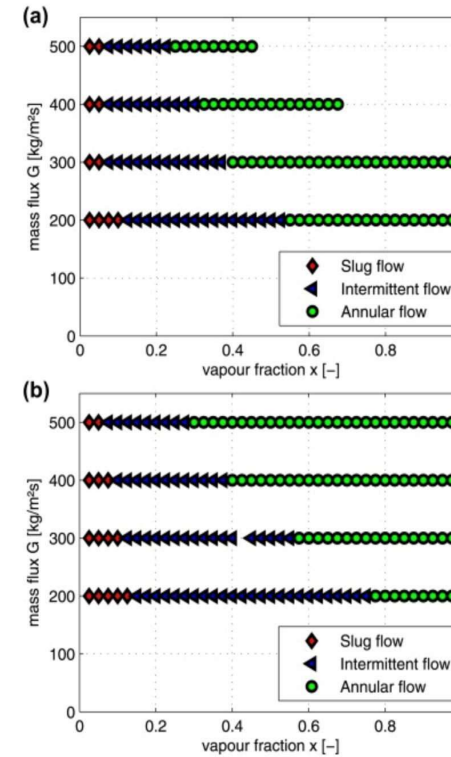 (a)
500
400
300
200
100
0
mass flux G [kg/m²s]
Slug flow
Intermittent flow
Annular flow
0 0.2 0.4 0.6 0.8
vapour fraction x [–]
(b)
500
400
300
200
100
0
mass flux G [kg/m²s]
Slug flow
Intermittent flow
Annular flow
0 0.2 0.4 0.6 0.8
vapour fraction x [–]